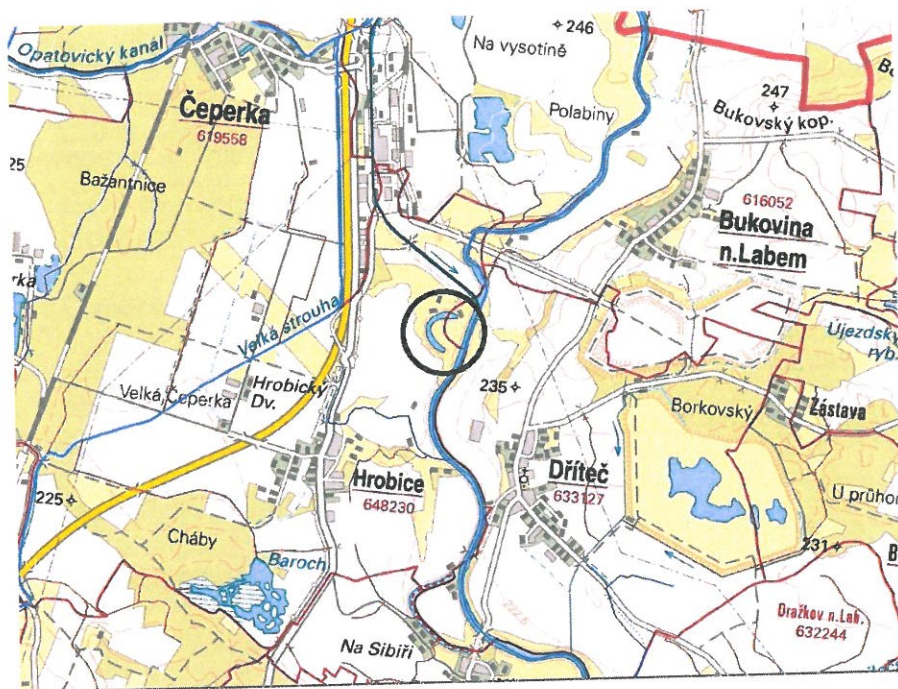 Opatovický kanál
Na vysotíně
246
Čeperka
619558
Polabiny
247
Bukovský kop.
25
Bažantnice
616052
Bukovina
n.Labem
rka
Velká strouha
Újezdský
ryb.
Velká Čeperka
Hrobický
Dv.
235
Borkovský
Zástava
225
Hrobice
648230
Dříteč
633127
U průhon
Cháby
Baroch
231
B
Dražkov n.Lab.
632244
Na Sibiři